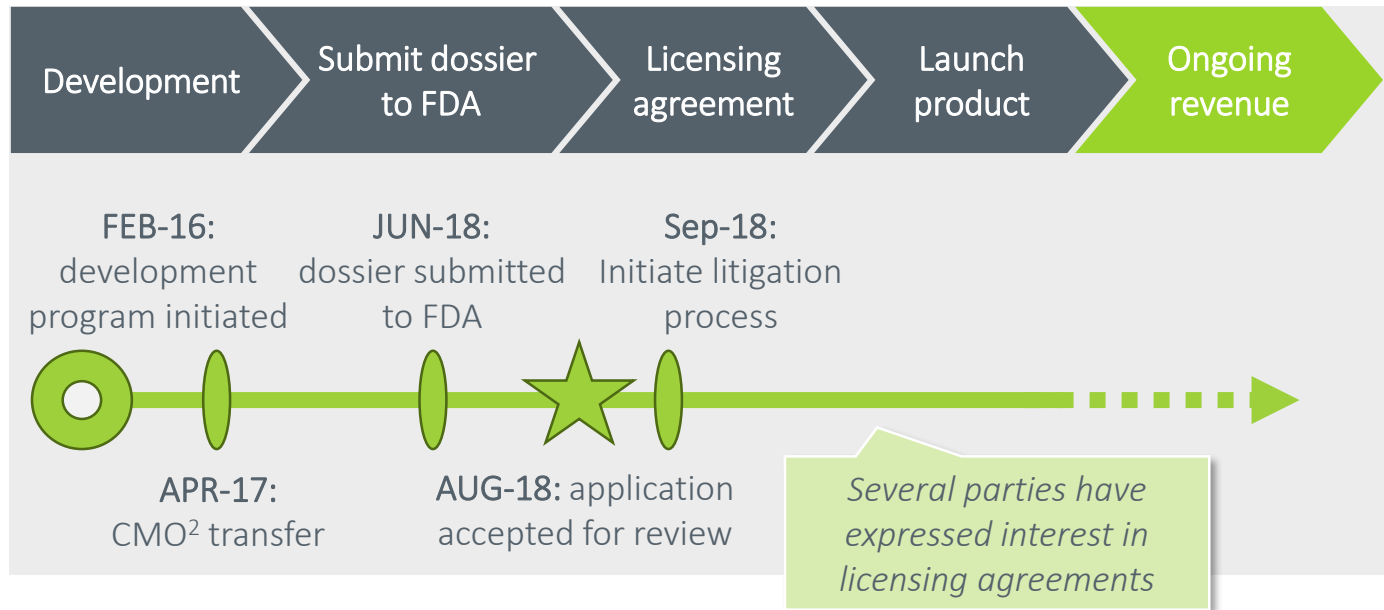 Development
Submit dossier
to FDA
Licensing
agreement
Launch
product
Ongoing
revenue
FEB-16:
development
program initiated
JUN-18:
dossier submitted
to FDA
Sep-18:
Initiate litigation
process
APR-17:
CMO² transfer
AUG-18: application
accepted for review
Several parties have
expressed interest in
licensing agreements